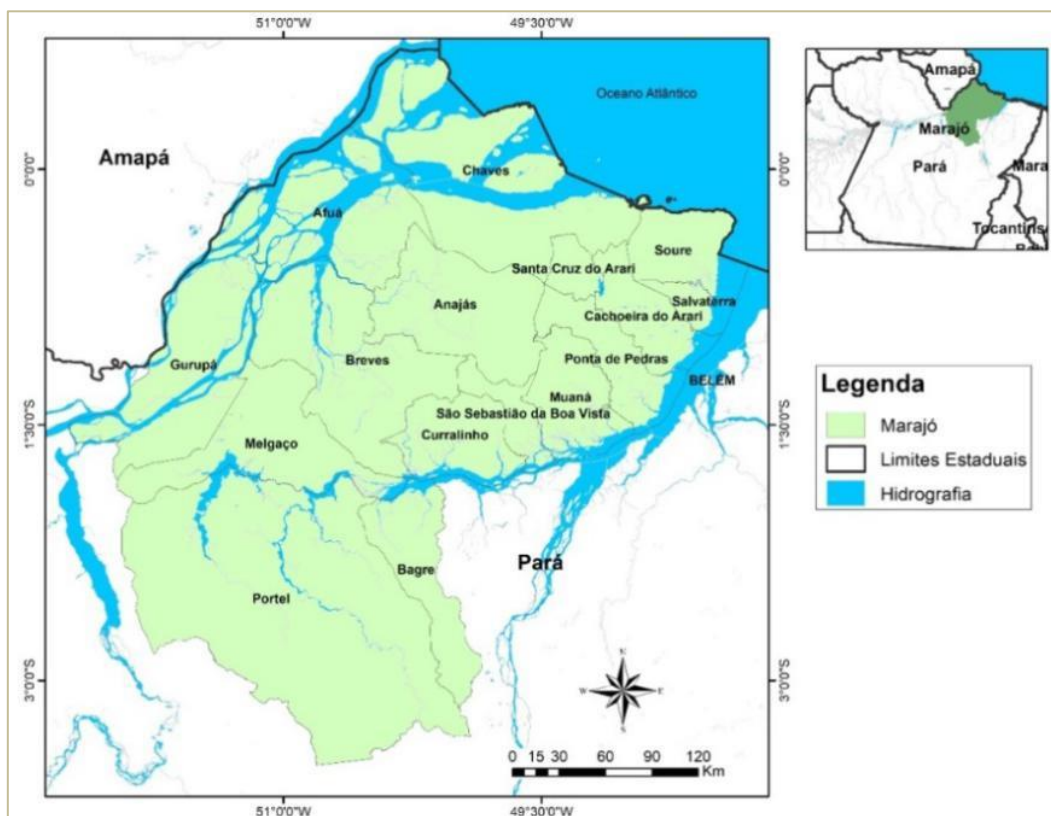 51°0'0"W
49°30'0"W
Oceano Atlântico
Amapá
0°0'0"
0°0'0"
Chaves
Afuá
Soure
Santa Cruz do Arari
Anajás
Salvaterra
Cachoeira do Arari
Breves
Ponta de Pedras
Gurupá
BELÉM
Muaná
São Sebastião da Boa Vista
1°30'0"S
1°30'0"S
Curralinho
Melgaço
Pará
Bagre
Portel
3°0'0"S
3°0'0"S
N
W
E
S
0 15 30 60 90 120
Km
51°0'0"W
49°30'0"W
Amapá
Marajó
Pará
Mara
Tocantins
Legenda
Marajó
Limites Estaduais
Hidrografia